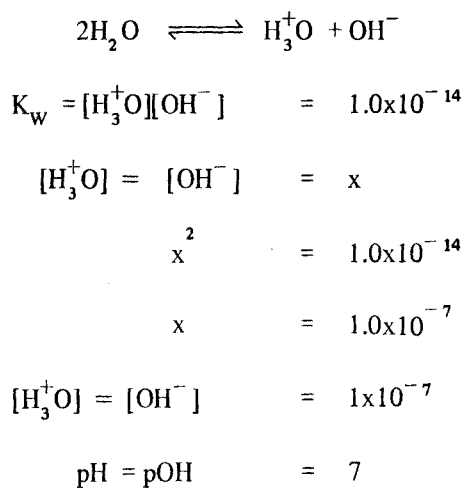 2H₂O ⇌ H₃⁺O + OH⁻
K_W = [H₃⁺O][OH⁻] = 1.0x10⁻¹⁴
[H₃⁺O] = [OH⁻] = x
x² = 1.0x10⁻¹⁴
x = 1.0x10⁻⁷
[H₃⁺O] = [OH⁻] = 1x10⁻⁷
pH = pOH = 7